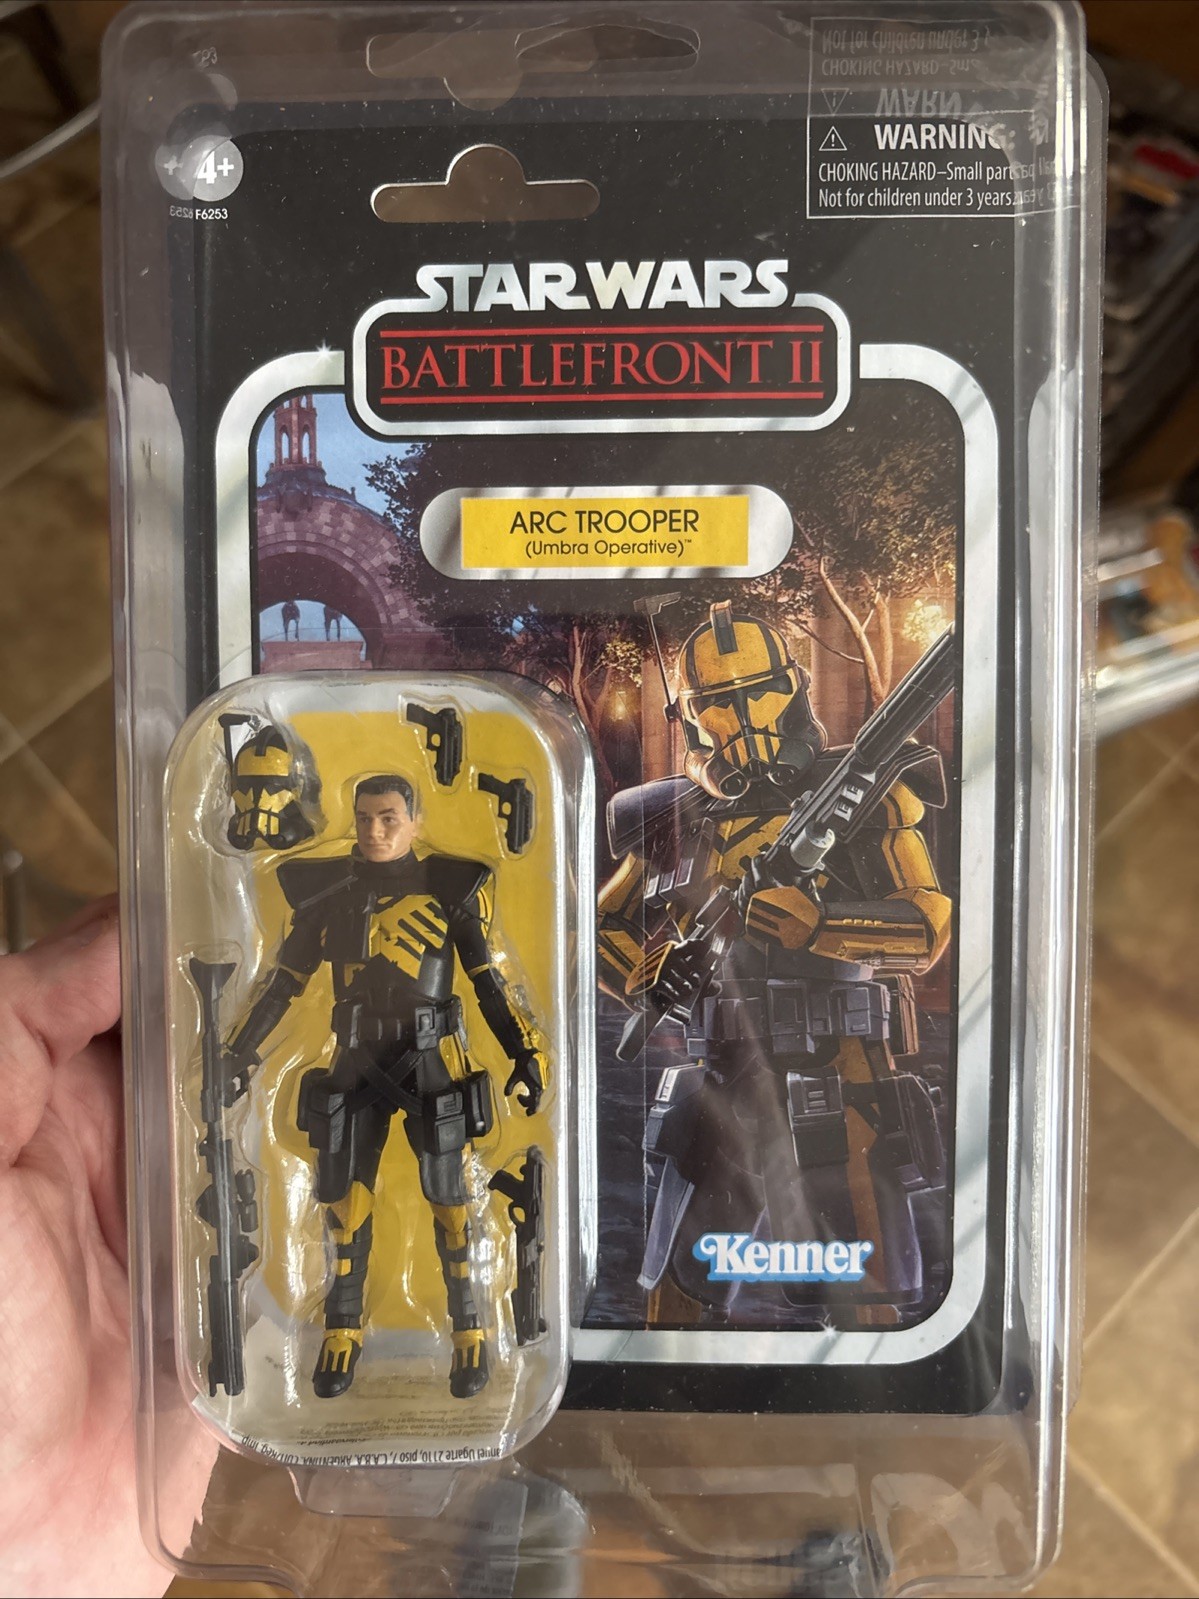 4+
F6253
WARNING:
CHOKING HAZARD–Small parts
Not for children under 3 years.
STAR WARS
BATTLEFRONT II
ARC TROOPER
(Umbra Operative)™
Kenner